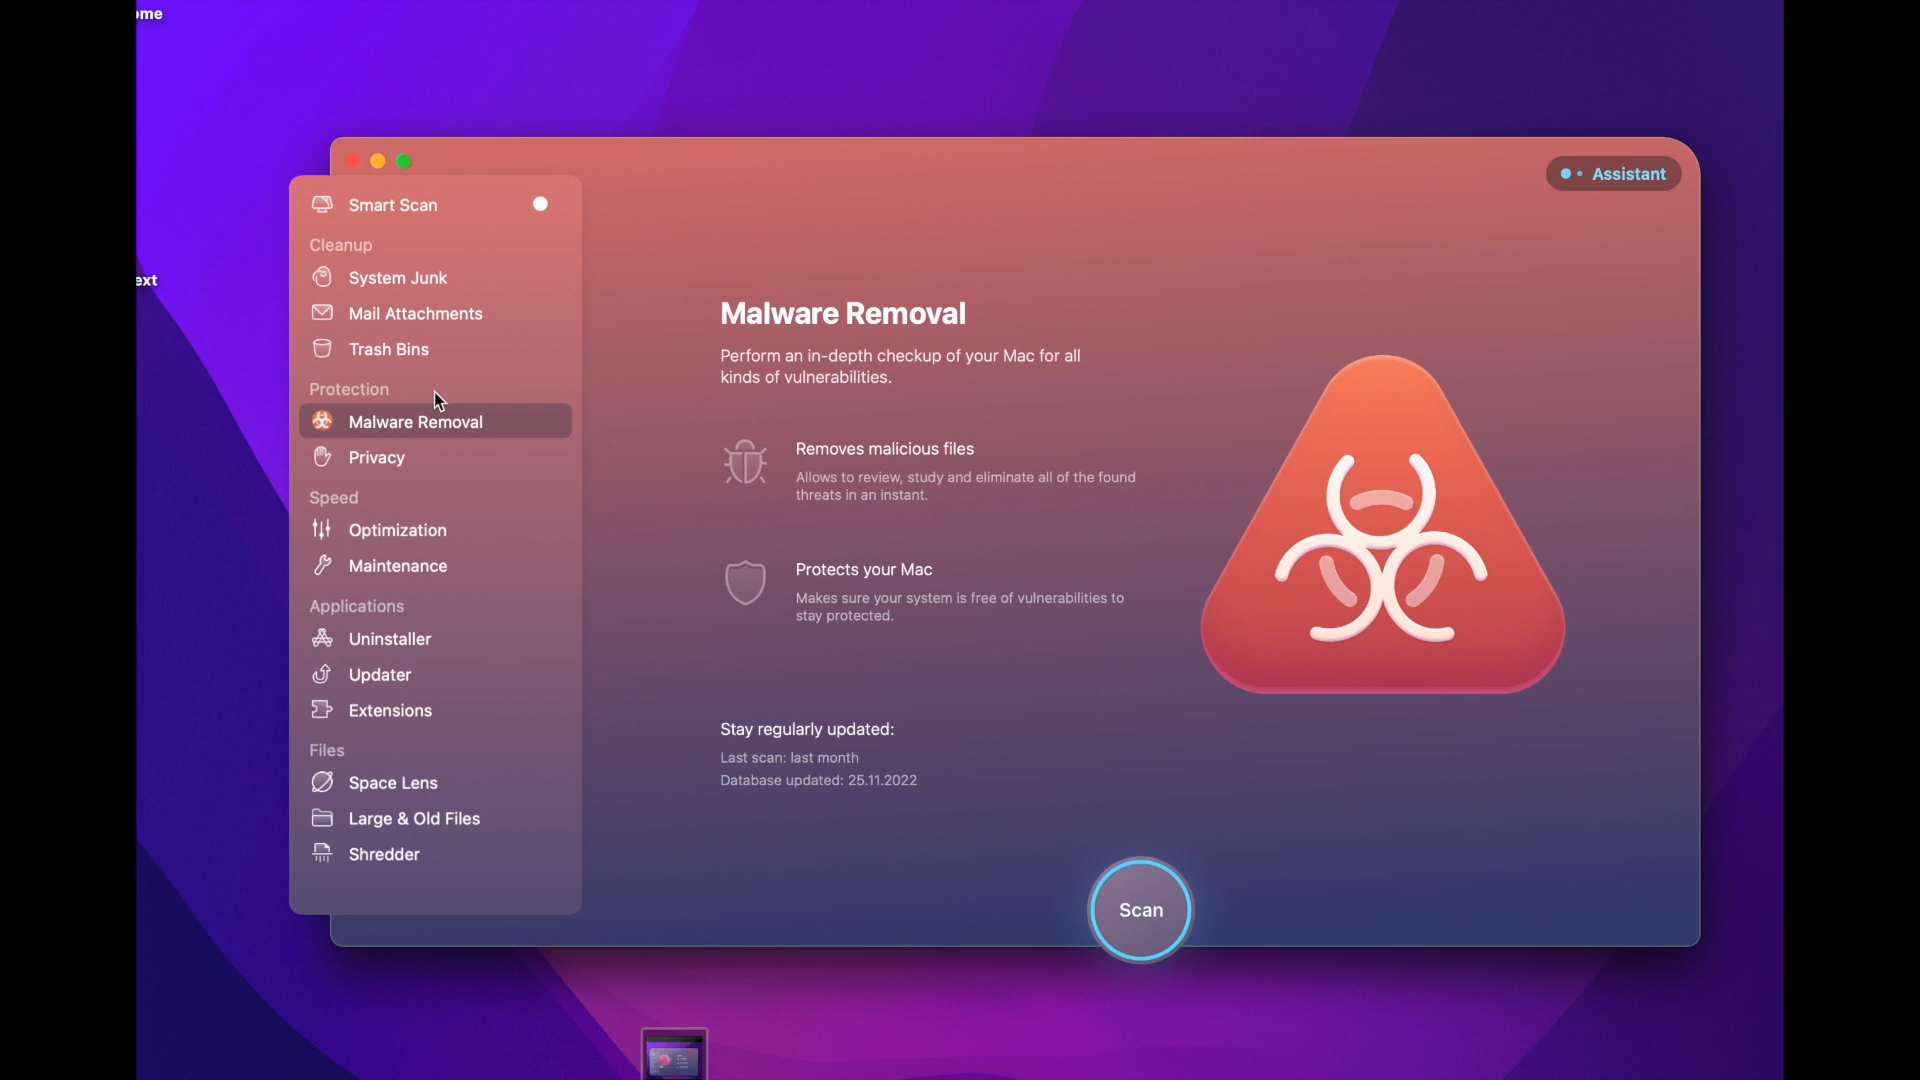 ome
ext
Assistant
Smart Scan
Cleanup
System Junk
Mail Attachments
Trash Bins
Protection
Malware Removal
Privacy
Speed
Optimization
Maintenance
Applications
Uninstaller
Updater
Extensions
Files
Space Lens
Large & Old Files
Shredder
Malware Removal
Perform an in-depth checkup of your Mac for all
kinds of vulnerabilities.
Removes malicious files
Allows to review, study and eliminate all of the found
threats in an instant.
Protects your Mac
Makes sure your system is free of vulnerabilities to
stay protected.
Stay regularly updated:
Last scan: last month
Database updated: 25.11.2022
Scan